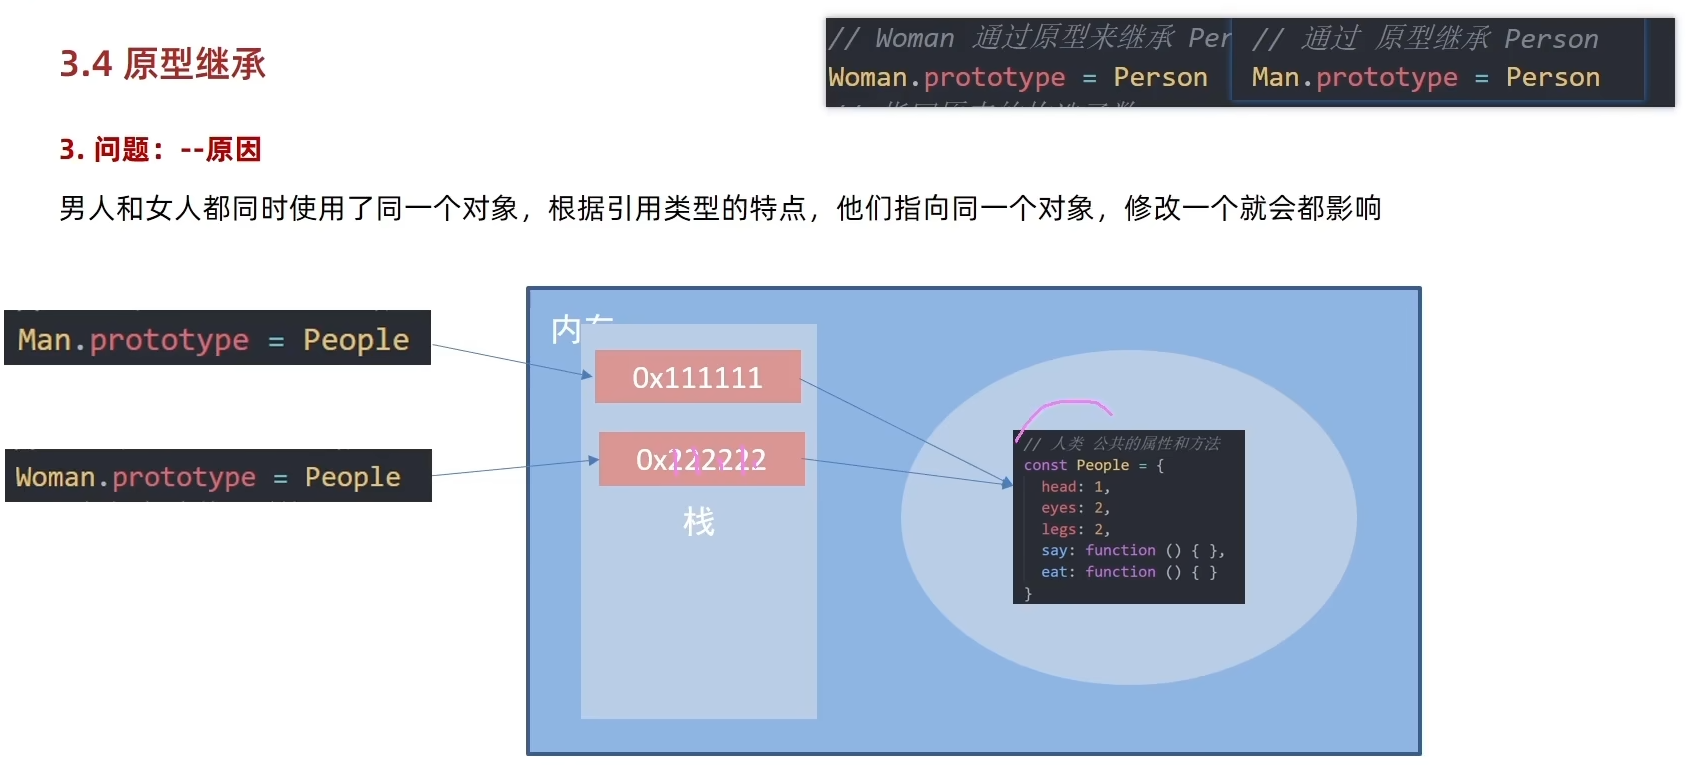 3.4 原型继承
// Woman 通过原型来继承 Per
Woman.prototype = Person
// 通过 原型继承 Person
Man.prototype = Person
3. 问题：--原因
男人和女人都同时使用了同一个对象，根据引用类型的特点，他们指向同一个对象，修改一个就会都影响
Man.prototype = People
Woman.prototype = People
内存
0x111111
0x222222
栈
// 人类 公共的属性和方法
const People = {
head: 1,
eyes: 2,
legs: 2,
say: function () { },
eat: function () { }
}